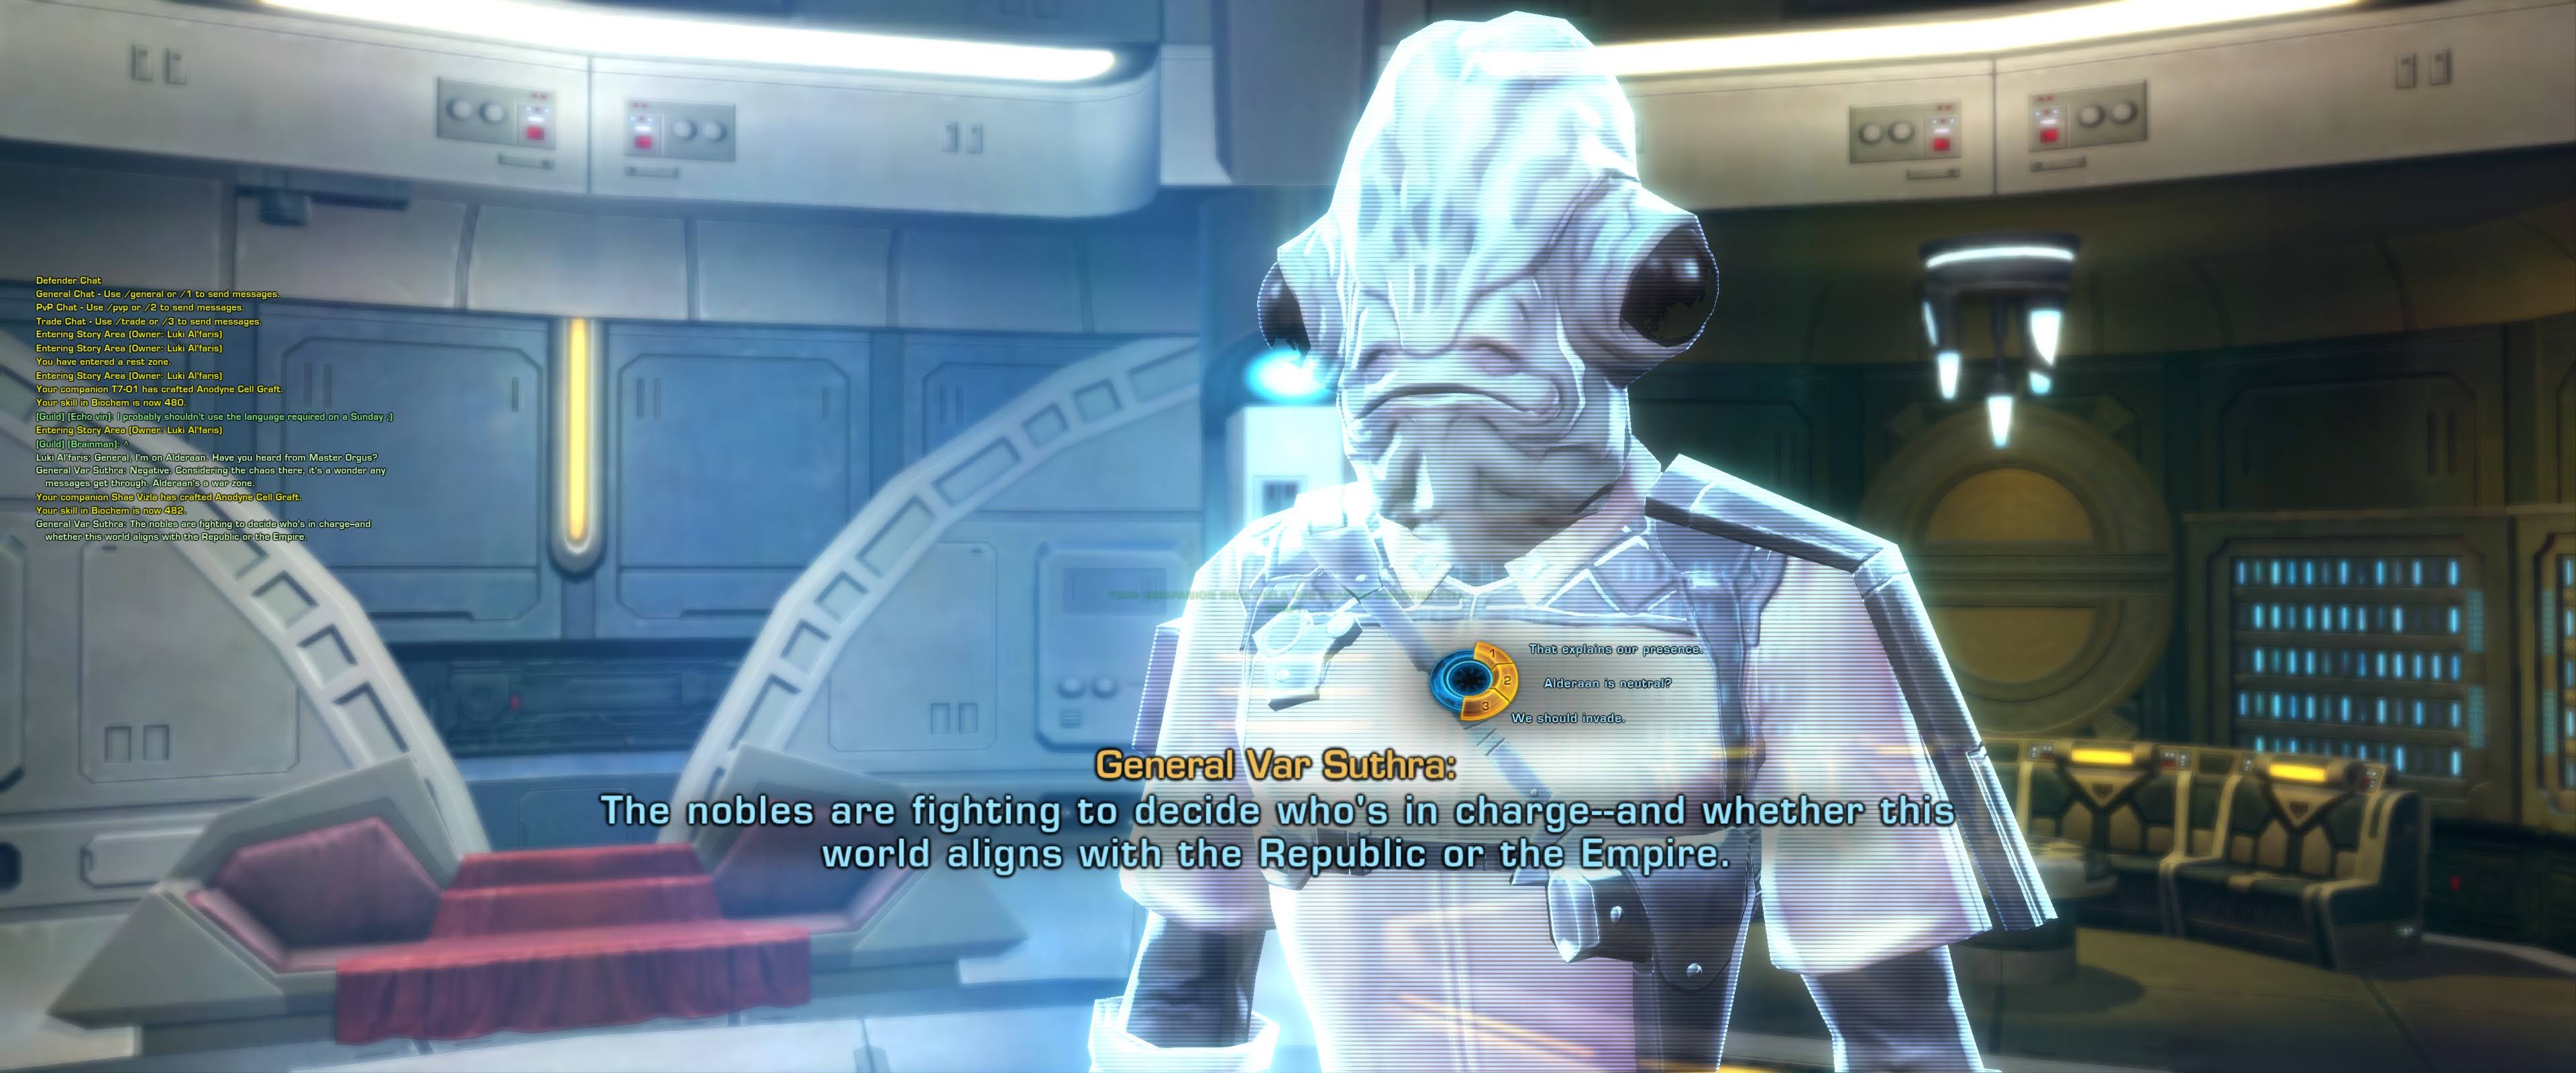 Defender Chat
General Chat - Use /general or /1 to send messages.
PvP Chat - Use /pvp or /2 to send messages.
Trade Chat - Use /trade or /3 to send messages.
Entering Story Area (Owner: Luki Al'faris)
Entering Story Area (Owner: Luki Al'faris)
You have entered a rest zone.
Entering Story Area (Owner: Luki Al'faris)
Your companion T7-O1 has crafted Anodyne Cell Graft.
Your skill in Biochem is now 480.
[Guild] [Echo'vin]: I probably shouldn't use the language required on a Sunday ;)
Entering Story Area (Owner: Luki Al'faris)
[Guild] [Brainman]: ^
Luki Al'faris: General, I'm on Alderaan. Have you heard from Master Orgus?
General Var Suthra: Negative. Considering the chaos there, it's a wonder any
messages get through. Alderaan's a war zone.
Your companion Shae Vizla has crafted Anodyne Cell Graft.
Your skill in Biochem is now 482.
General Var Suthra: The nobles are fighting to decide who's in charge--and
whether this world aligns with the Republic or the Empire.
1 That explains our presence.
2 Alderaan is neutral?
3 We should invade.
General Var Suthra:
The nobles are fighting to decide who's in charge--and whether this
world aligns with the Republic or the Empire.